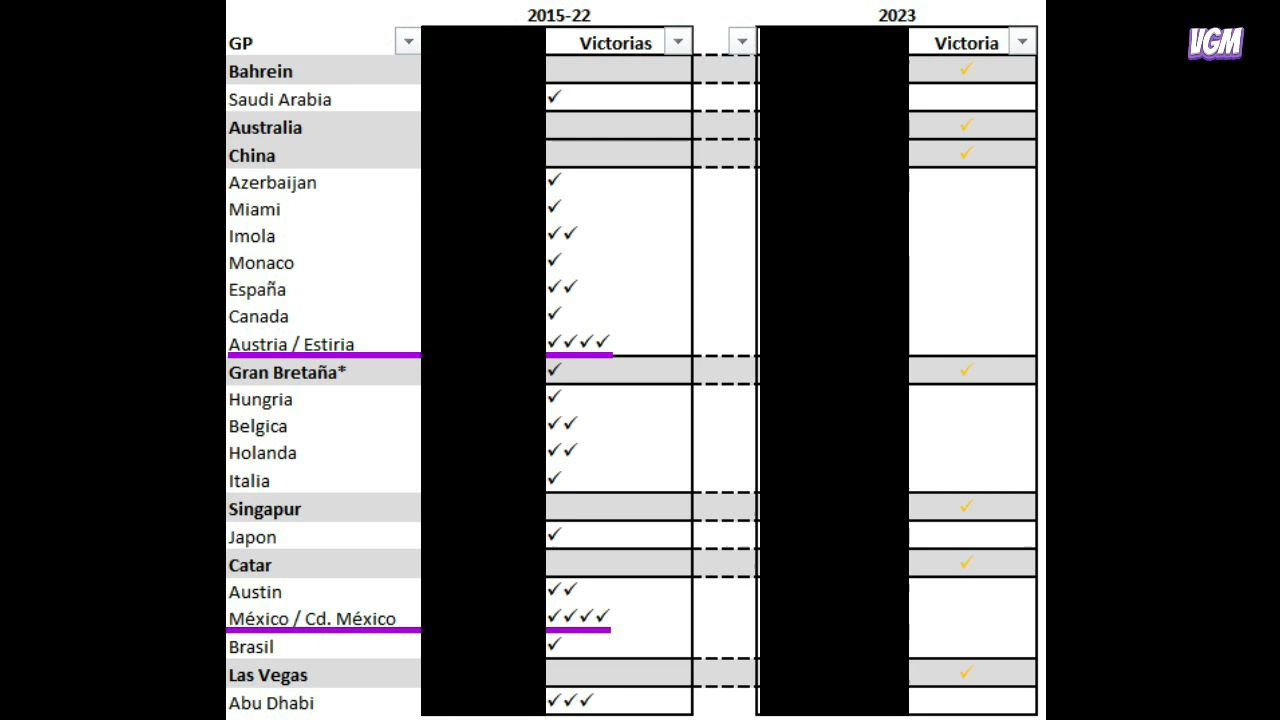 2015-22 2023
VGM
GP Victorias Victoria
Bahrein ✓
Saudi Arabia ✓
Australia ✓
China ✓
Azerbaijan ✓
Miami ✓
Imola ✓✓
Monaco ✓
España ✓✓
Canada ✓
Austria / Estiria ✓✓✓✓
Gran Bretaña* ✓ ✓
Hungria ✓
Belgica ✓✓
Holanda ✓✓
Italia ✓
Singapur ✓
Japon ✓
Catar ✓
Austin ✓✓
México / Cd. México ✓✓✓✓
Brasil ✓
Las Vegas ✓
Abu Dhabi ✓✓✓